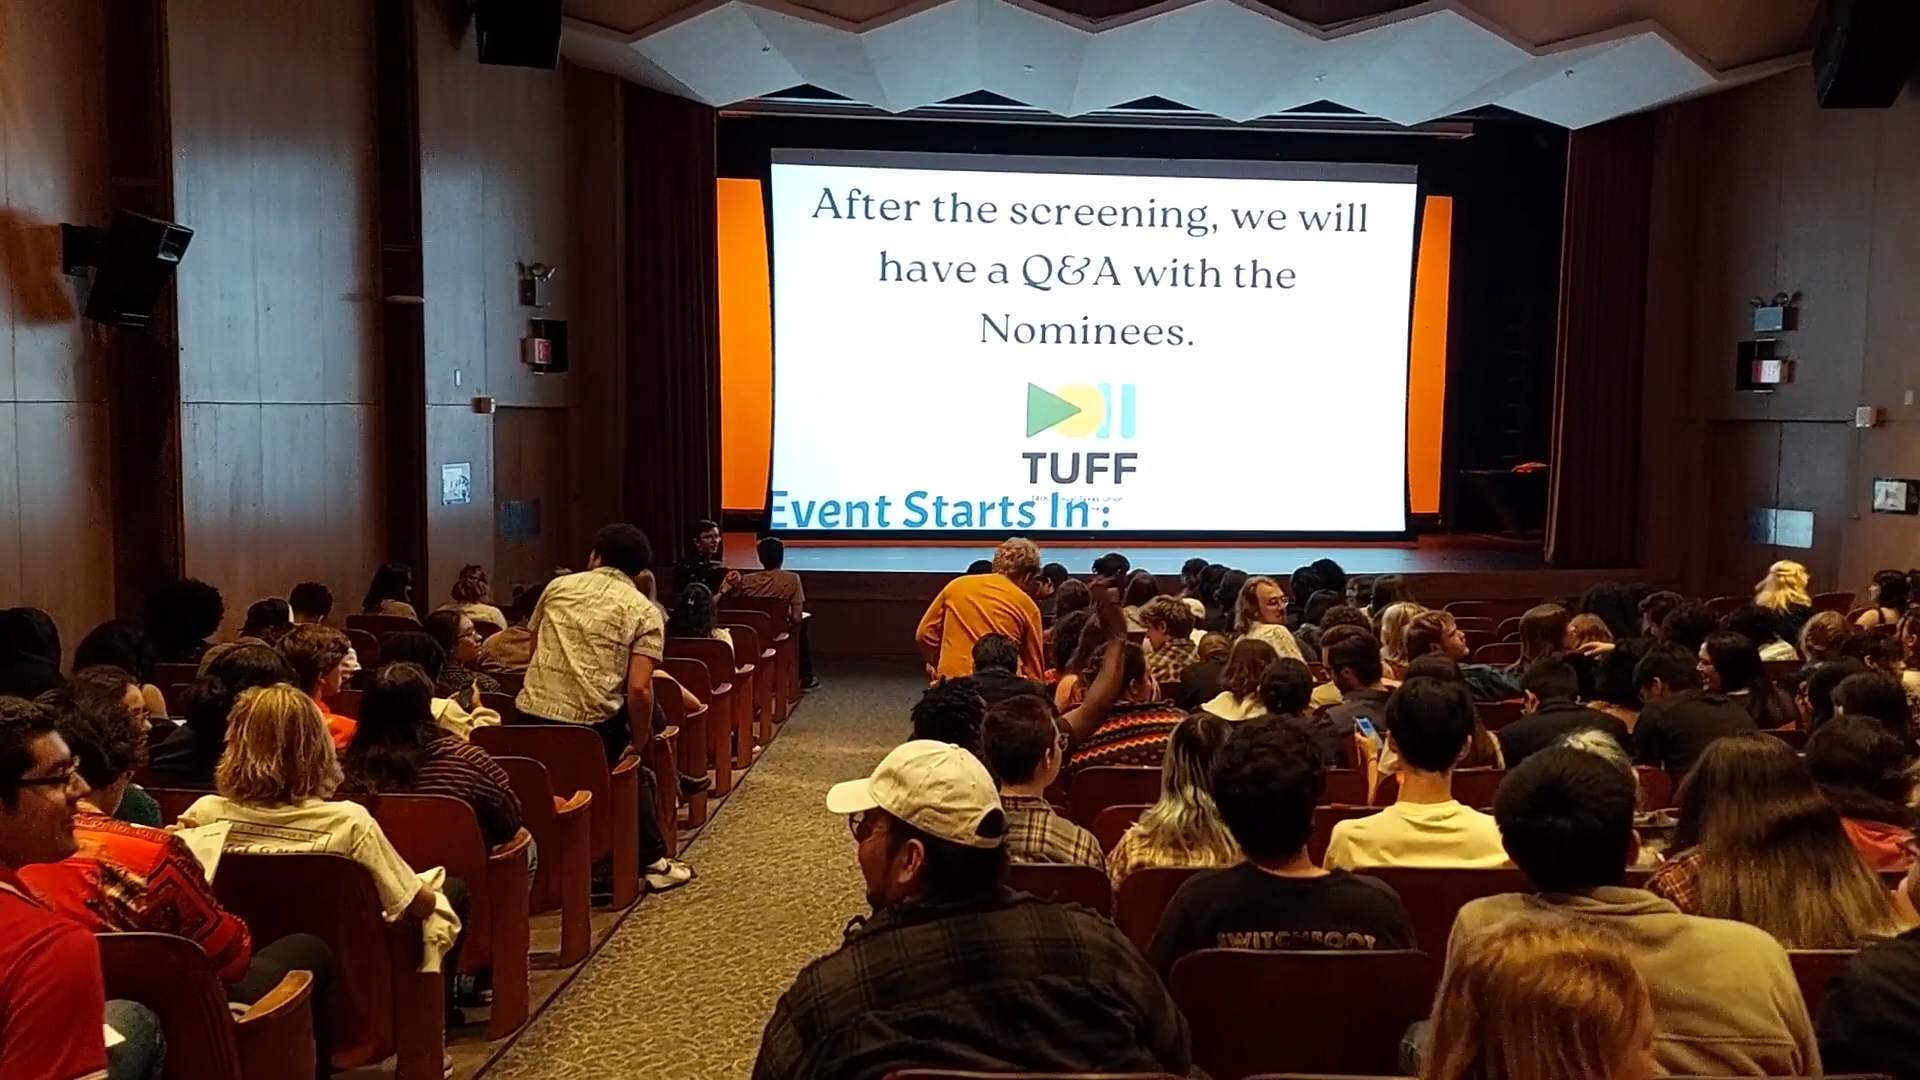 After the screening, we will
have a Q&A with the
Nominees.
TUFF
Event Starts In :
SWITCHFOOT